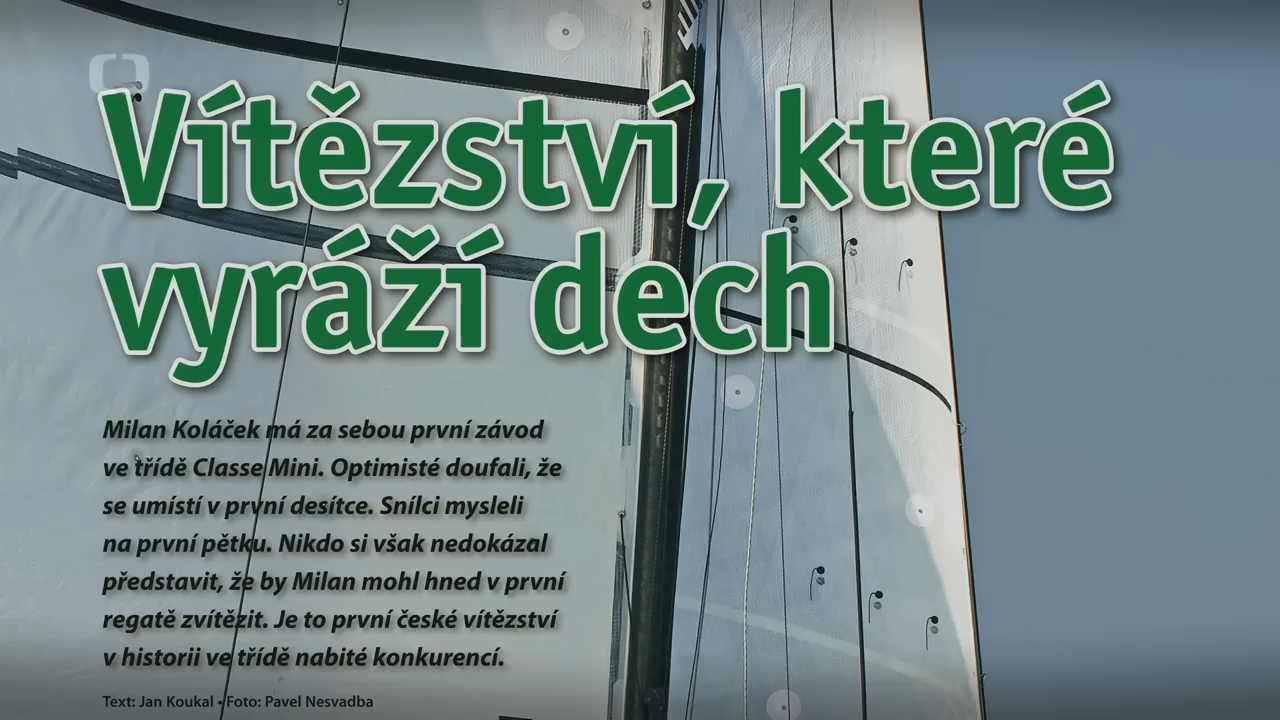 Vítězství, které
vyráží dech
Milan Koláček má za sebou první závod
ve třídě Classe Mini. Optimisté doufali, že
se umístí v první desítce. Snílci mysleli
na první pětku. Nikdo si však nedokázal
představit, že by Milan mohl hned v první
regatě zvítězit. Je to první české vítězství
v historii ve třídě nabité konkurencí.
Text: Jan Koukal • Foto: Pavel Nesvadba